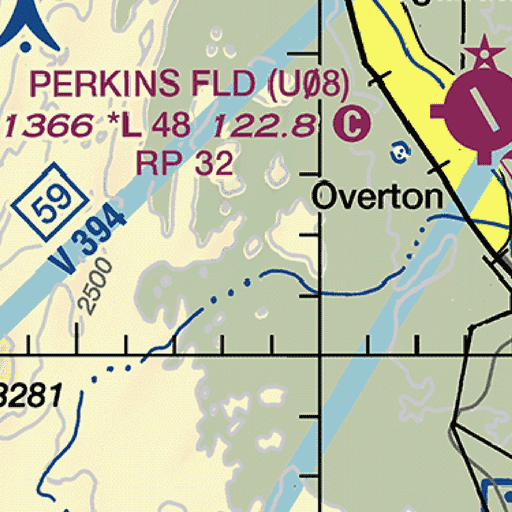 PERKINS FLD (UØ8)
1366 *L 48 122.8 C
RP 32
Overton
59
V 394
2500
3281